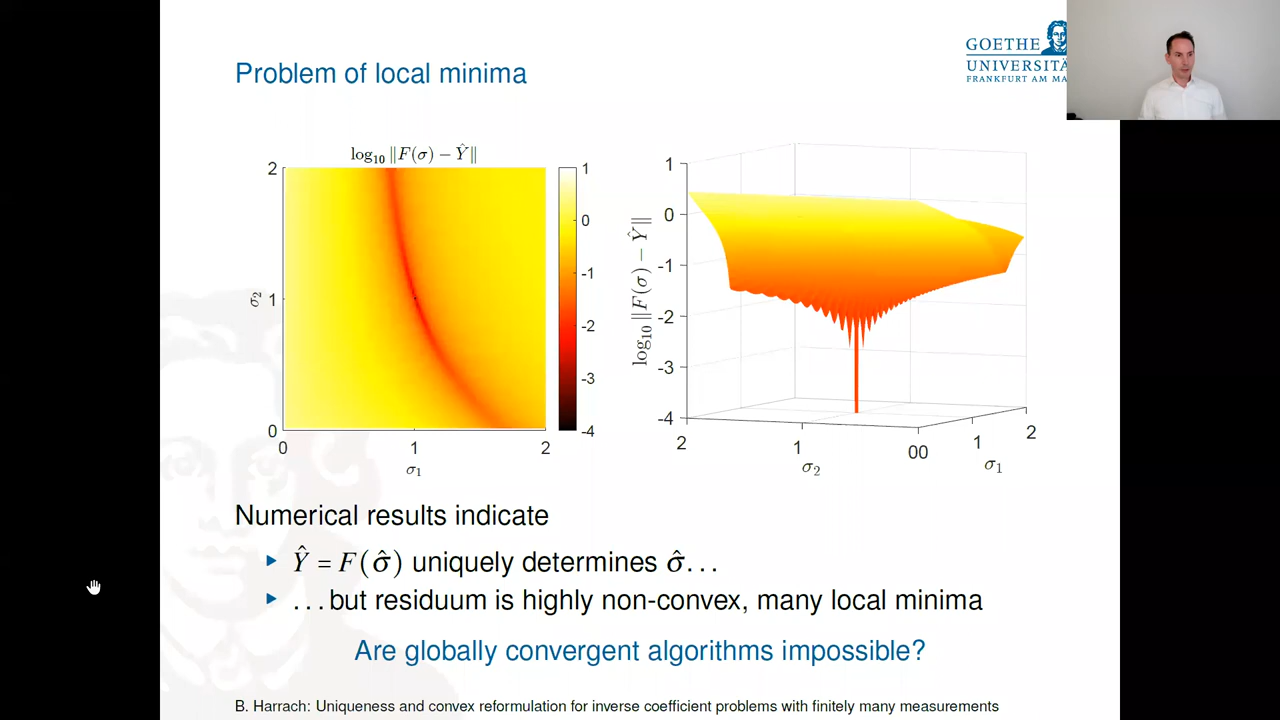 Problem of local minima
GOETHE
UNIVERSITÄ
FRANKFURT AM MA
log₁₀ ‖F(σ) − Ŷ‖
2
1
0
σ₂
0
1
2
σ₁
1
0
-1
-2
-3
-4
log₁₀ ‖F(σ) − Ŷ‖
1
0
-1
-2
-3
-4
2
1
00
σ₂
1
2
σ₁
Numerical results indicate
▶ Ŷ = F(σ̂) uniquely determines σ̂...
▶ ...but residuum is highly non-convex, many local minima
Are globally convergent algorithms impossible?
B. Harrach: Uniqueness and convex reformulation for inverse coefficient problems with finitely many measurements